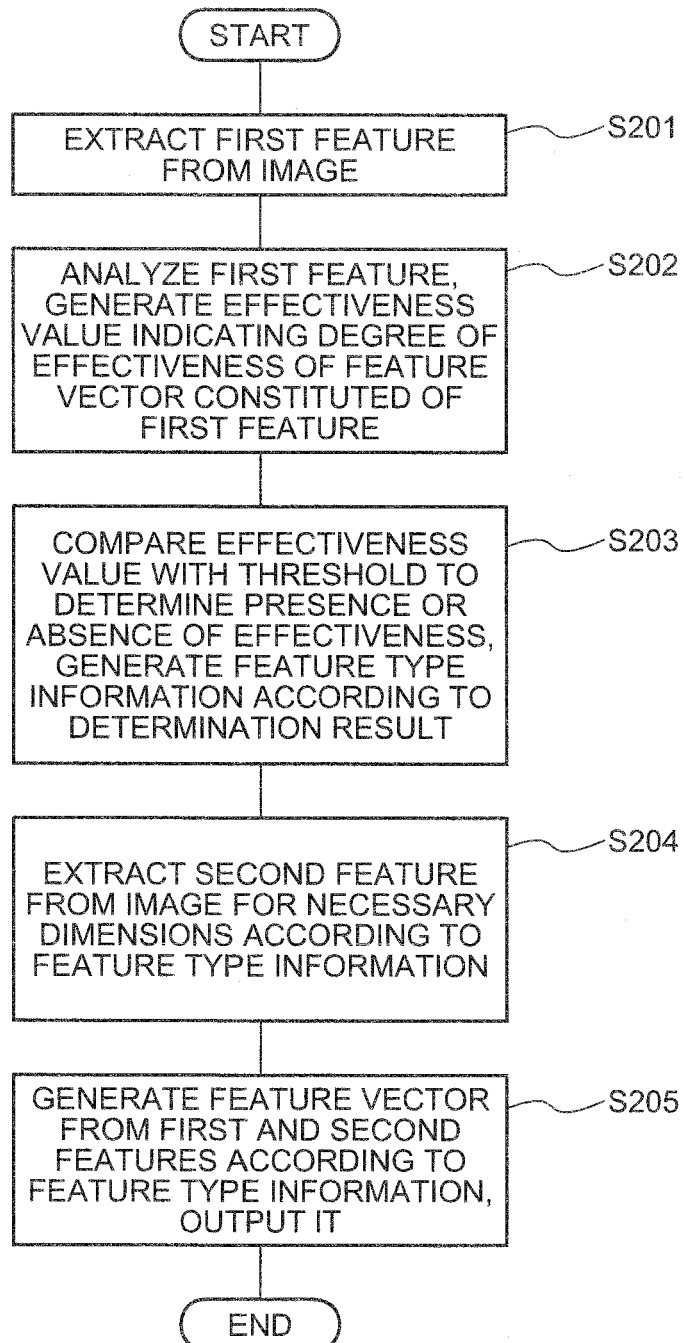 START
EXTRACT FIRST FEATURE
FROM IMAGE
S201
ANALYZE FIRST FEATURE,
GENERATE EFFECTIVENESS
VALUE INDICATING DEGREE OF
EFFECTIVENESS OF FEATURE
VECTOR CONSTITUTED OF
FIRST FEATURE
S202
COMPARE EFFECTIVENESS
VALUE WITH THRESHOLD TO
DETERMINE PRESENCE OR
ABSENCE OF EFFECTIVENESS,
GENERATE FEATURE TYPE
INFORMATION ACCORDING TO
DETERMINATION RESULT
S203
EXTRACT SECOND FEATURE
FROM IMAGE FOR NECESSARY
DIMENSIONS ACCORDING TO
FEATURE TYPE INFORMATION
S204
GENERATE FEATURE VECTOR
FROM FIRST AND SECOND
FEATURES ACCORDING TO
FEATURE TYPE INFORMATION,
OUTPUT IT
S205
END